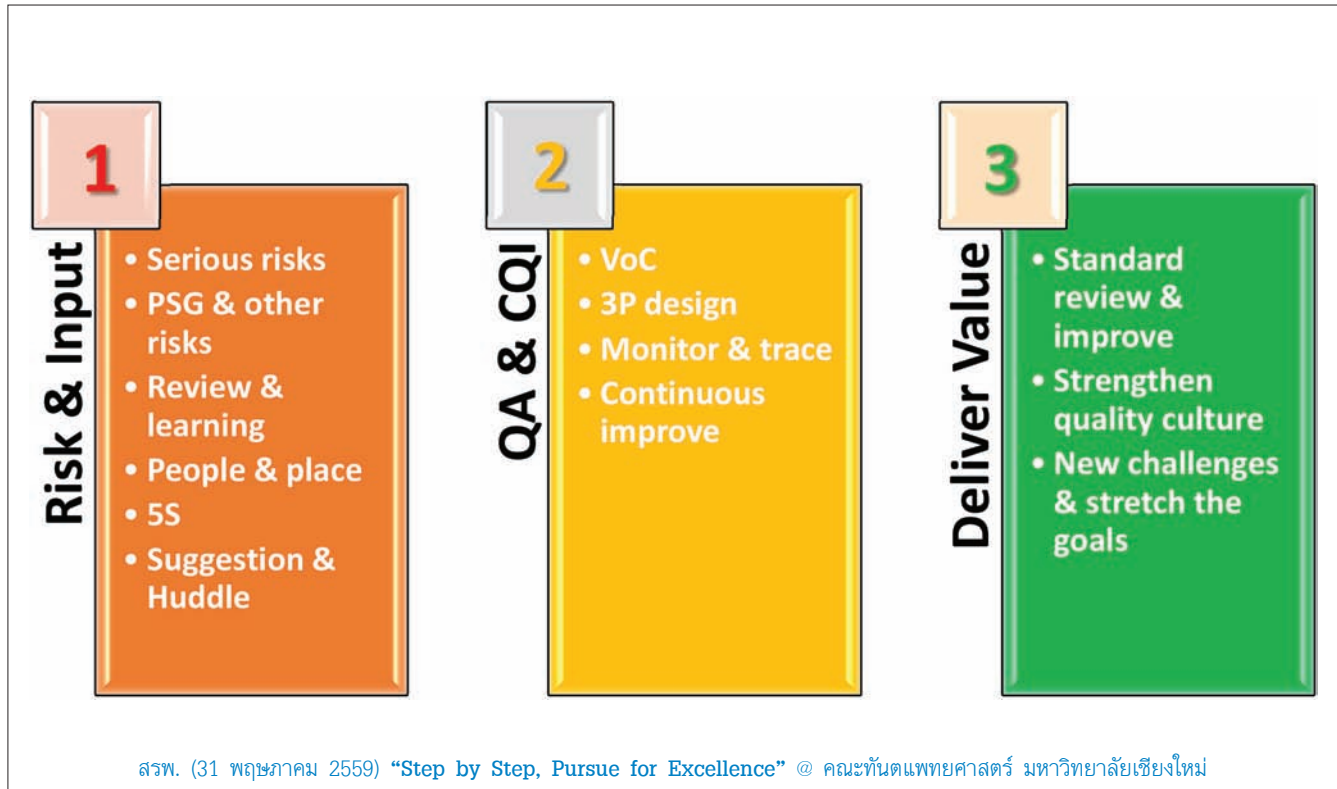 1
Risk & Input
• Serious risks
• PSG & other
risks
• Review &
learning
• People & place
• 5S
• Suggestion &
Huddle
2
QA & CQI
• VoC
• 3P design
• Monitor & trace
• Continuous
improve
3
Deliver Value
• Standard
review &
improve
• Strengthen
quality culture
• New challenges
& stretch the
goals
สรพ. (31 พฤษภาคม 2559) “Step by Step, Pursue for Excellence” @ คณะทันตแพทยศาสตร์ มหาวิทยาลัยเชียงใหม่